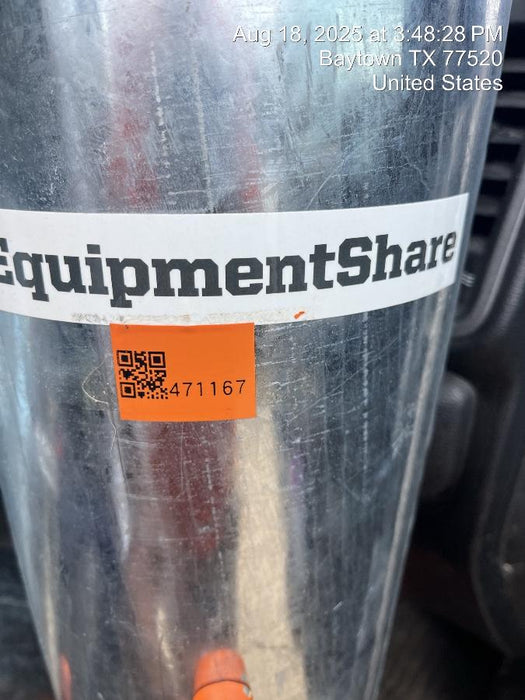 Aug 18, 2025 at 3:48:28 PM
Baytown TX 77520
United States
EquipmentShare
471167